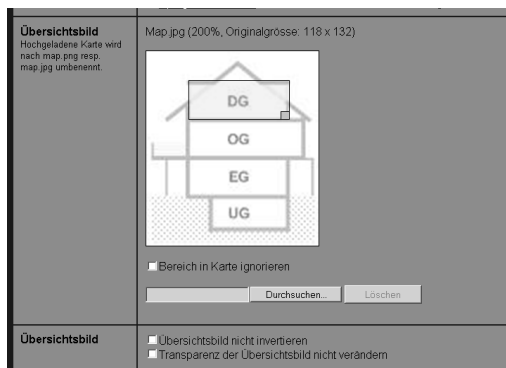 Übersichtsbild
Hochgeladene Karte wird
nach map.png resp.
map.jpg umbenennt.
Map.jpg (200%, Originalgrösse: 118 x 132)
DG
OG
EG
UG
Bereich in Karte ignorieren
Durchsuchen... Löschen
Übersichtsbild
Übersichtsbild nicht invertieren
Transparenz der Übersichtsbild nicht verändern